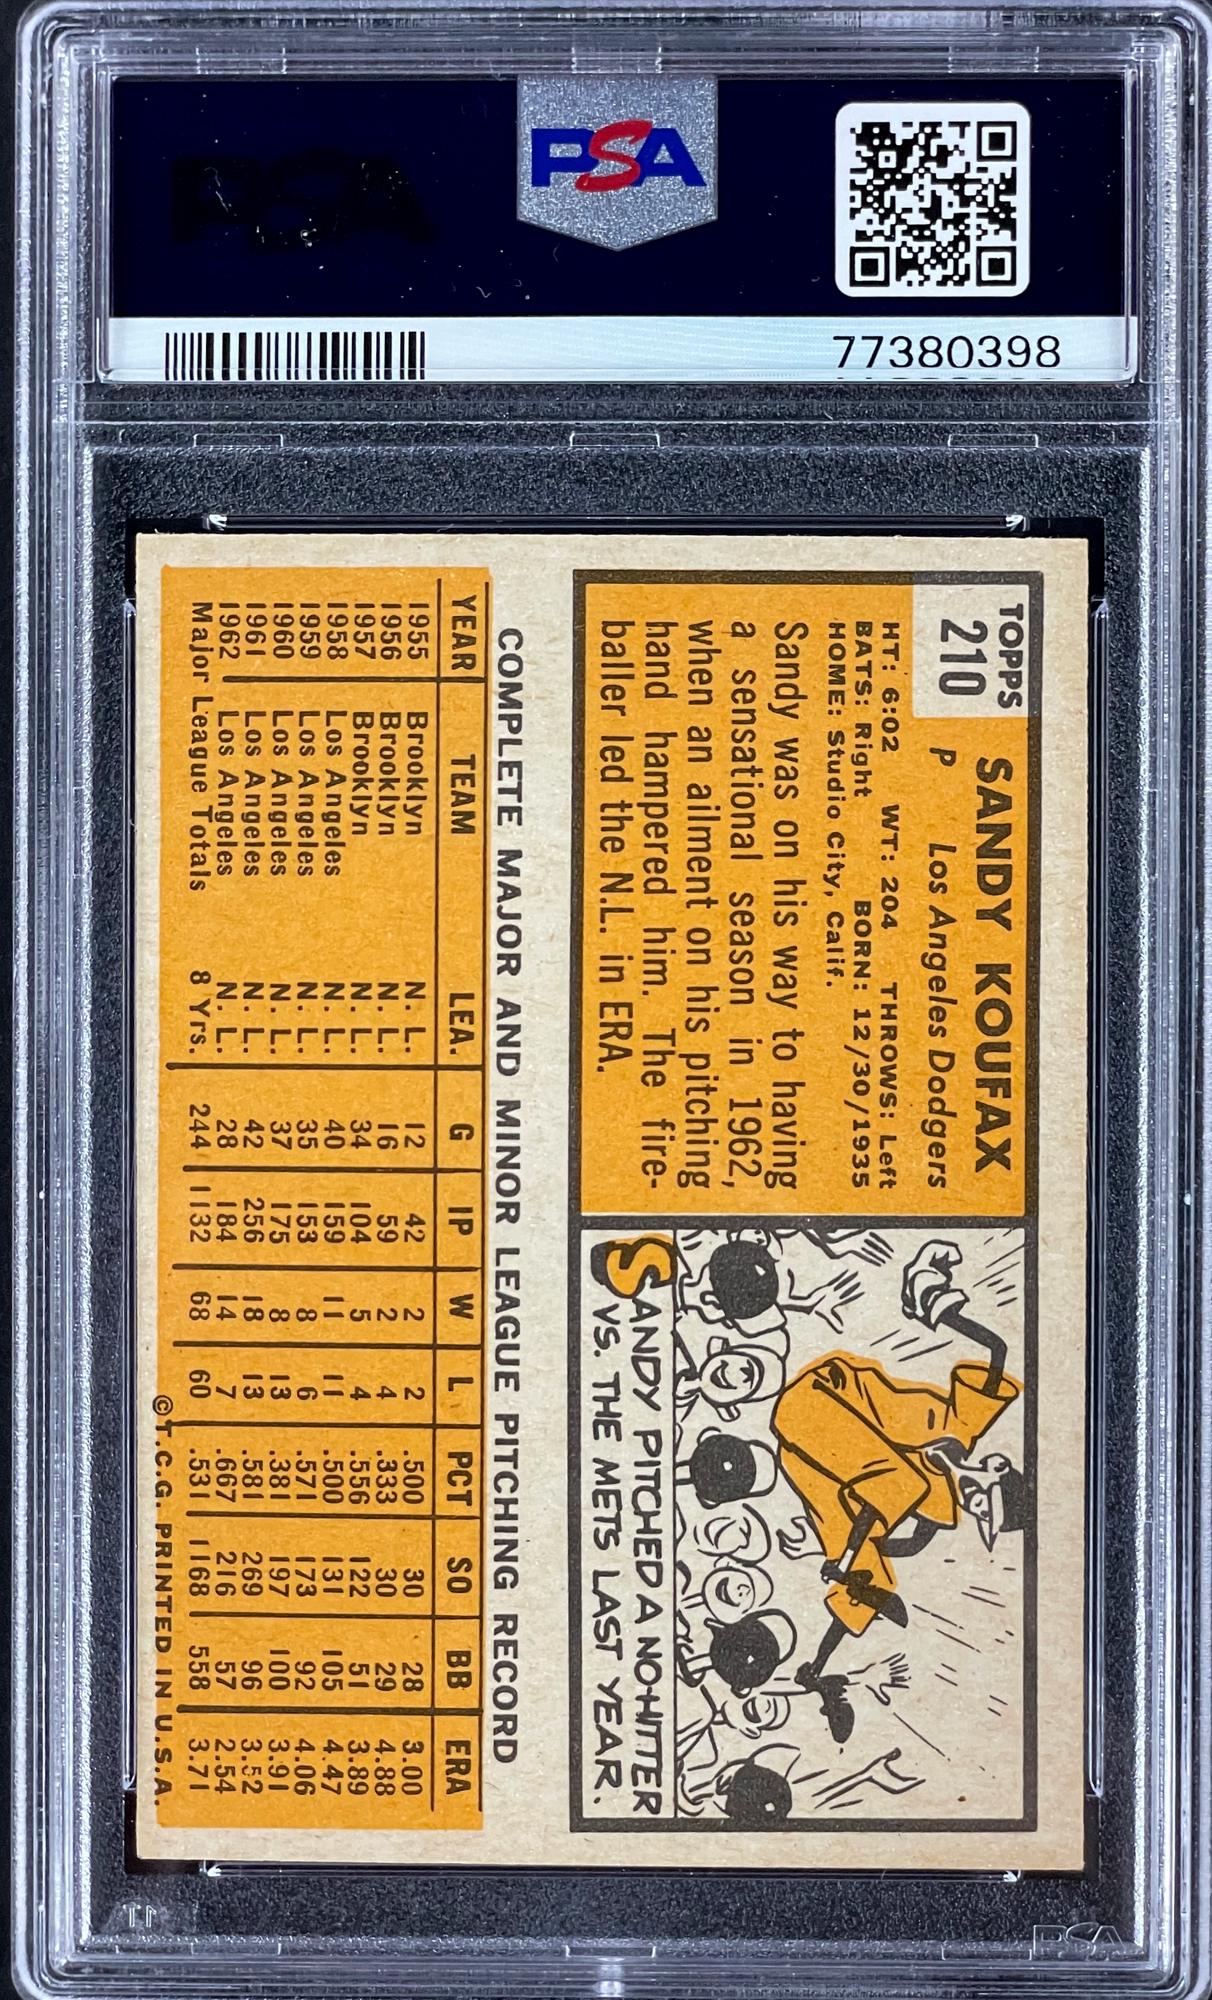 PSA
PSA
77380398
TOPPS
210
SANDY KOUFAX
P Los Angeles Dodgers
HT: 6:02 WT: 204 THROWS: Left
BATS: Right BORN: 12/30/1935
HOME: Studio City, Calif.
Sandy was on his way to having
a sensational season in 1962,
when an ailment on his pitching
hand hampered him. The fire-
baller led the N.L. in ERA.
SANDY PITCHED A NO-HITTER
VS. THE METS LAST YEAR.
COMPLETE MAJOR AND MINOR LEAGUE PITCHING RECORD
YEAR TEAM LEA. G IP W L PCT SO BB ERA
1955 Brooklyn N. L. 12 42 2 2 .500 30 28 3.00
1956 Brooklyn N. L. 16 59 2 4 .333 30 29 4.88
1957 Brooklyn N. L. 34 104 5 4 .556 122 51 3.89
1958 Los Angeles N. L. 40 159 11 11 .500 131 105 4.47
1959 Los Angeles N. L. 35 153 8 6 .571 173 92 4.06
1960 Los Angeles N. L. 37 175 8 13 .381 197 100 3.91
1961 Los Angeles N. L. 42 256 18 13 .581 269 96 3.52
1962 Los Angeles N. L. 28 184 14 7 .667 216 57 2.54
Major League Totals 8 Yrs. 244 1132 68 60 .531 1168 558 3.71
©T.C.G. PRINTED IN U.S.A.
PSA